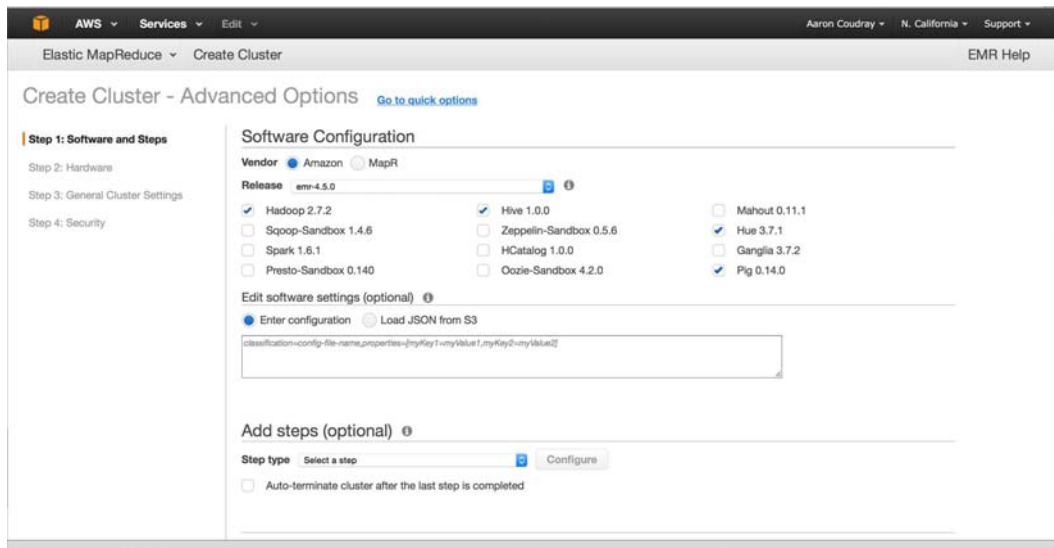 AWS Services Edit Aaron Coudray N. California Support
Elastic MapReduce Create Cluster EMR Help
Create Cluster - Advanced Options Go to quick options
Step 1: Software and Steps
Step 2: Hardware
Step 3: General Cluster Settings
Step 4: Security
Software Configuration
Vendor Amazon MapR
Release emr-4.5.0
Hadoop 2.7.2 Hive 1.0.0 Mahout 0.11.1
Sqoop-Sandbox 1.4.6 Zeppelin-Sandbox 0.5.6 Hue 3.7.1
Spark 1.6.1 HCatalog 1.0.0 Ganglia 3.7.2
Presto-Sandbox 0.140 Oozie-Sandbox 4.2.0 Pig 0.14.0
Edit software settings (optional)
Enter configuration Load JSON from S3
classification=config-file-name,properties=[myKey1=myValue1,myKey2=myValue2]
Add steps (optional)
Step type Select a step Configure
Auto-terminate cluster after the last step is completed